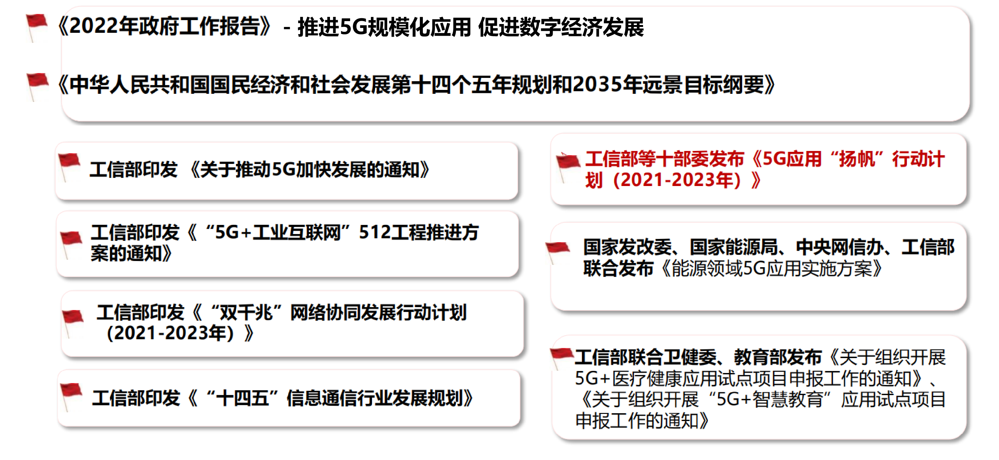 《2022年政府工作报告》 - 推进5G规模化应用 促进数字经济发展
《中华人民共和国国民经济和社会发展第十四个五年规划和2035年远景目标纲要》
工信部印发 《关于推动5G加快发展的通知》
工信部印发《 “5G+工业互联网” 512工程推进方
案的通知》
工信部印发《 “双千兆” 网络协同发展行动计划
（2021-2023年）》
工信部印发《 “十四五” 信息通信行业发展规划》
工信部等十部委发布《5G应用 “扬帆” 行动计
划（2021-2023年）》
国家发改委、国家能源局、中央网信办、工信部
联合发布《能源领域5G应用实施方案》
工信部联合卫健委、教育部发布《关于组织开展
5G+医疗健康应用试点项目申报工作的通知》、
《关于组织开展 “5G+智慧教育” 应用试点项目
申报工作的通知》